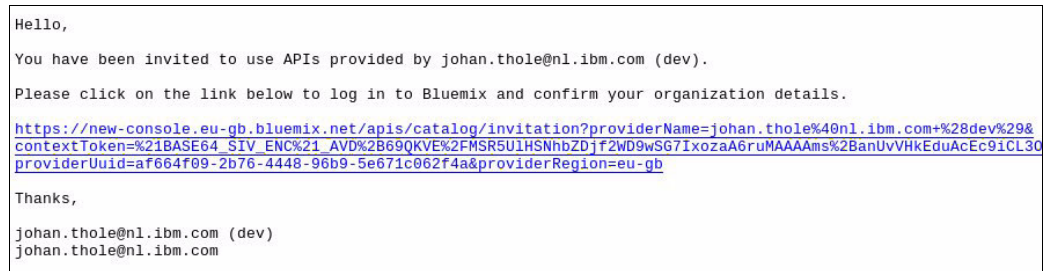 Hello,
You have been invited to use APIs provided by johan.thole@nl.ibm.com (dev).
Please click on the link below to log in to Bluemix and confirm your organization details.
https://new-console.eu-gb.bluemix.net/apis/catalog/invitation?providerName=johan.thole%40nl.ibm.com+%28dev%29&
contextToken=%21BASE64_SIV_ENC%21_AVD%2B69QKVE%2FMSR5UlHSNhbZDjf2WD9wSG7IxozaA6ruMAAAAms%2BanUvVHkEduAcEc9iCL3O
providerUuid=af664f09-2b76-4448-96b9-5e671c062f4a&providerRegion=eu-gb
Thanks,
johan.thole@nl.ibm.com (dev)
johan.thole@nl.ibm.com